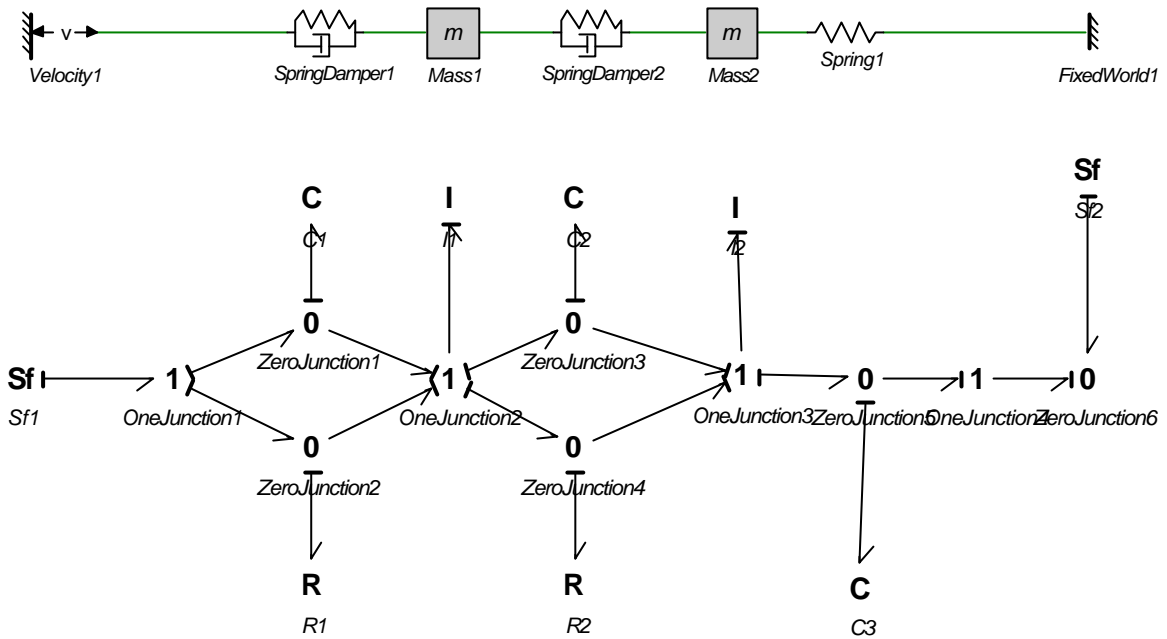 v
m
m
Velocity1
SpringDamper1
Mass1
SpringDamper2
Mass2
Spring1
FixedWorld1
C
I
C
I
Sf
C1
I1
C2
I2
Sf2
0
0
ZeroJunction1
ZeroJunction3
Sf
1
1
1
0
1
0
Sf1
OneJunction1
OneJunction2
OneJunction3
ZeroJunction5
OneJunction4
ZeroJunction6
0
0
ZeroJunction2
ZeroJunction4
R
R
C
R1
R2
C3